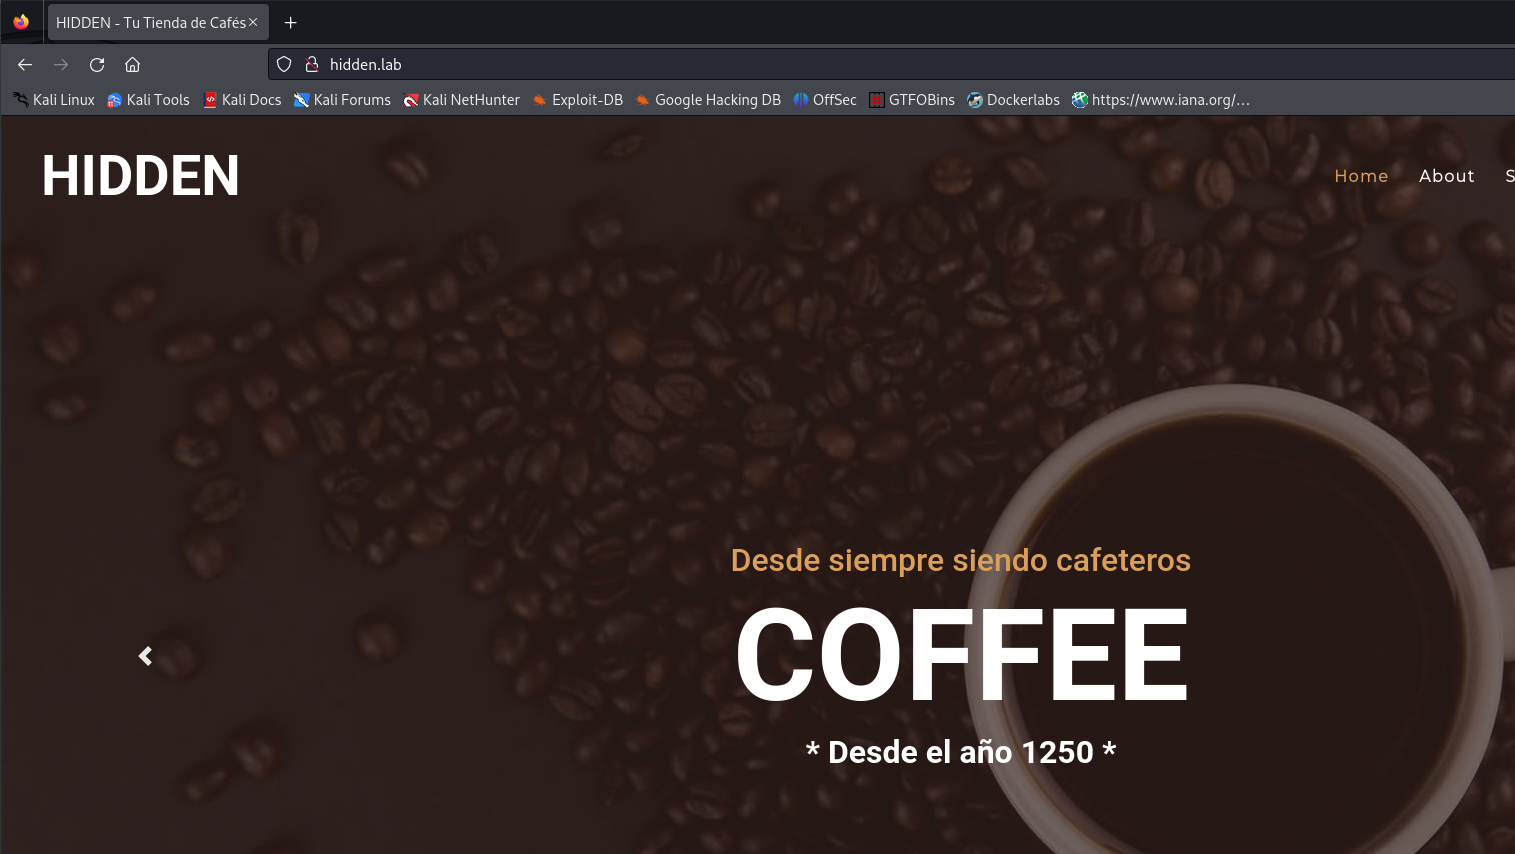 HIDDEN - Tu Tienda de Cafés
hidden.lab
Kali Linux Kali Tools Kali Docs Kali Forums Kali NetHunter Exploit-DB Google Hacking DB OffSec GTFOBins Dockerlabs https://www.iana.org/...
HIDDEN
Home About S
Desde siempre siendo cafeteros
COFFEE
* Desde el año 1250 *